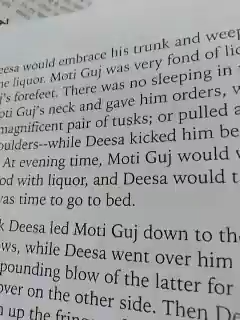 eesa would embrace his trunk and weep
e liquor. Moti Guj was very fond of liq
j's forefeet. There was no sleeping in
oti Guj's neck and gave him orders, w
magnificent pair of tusks; or pulled a
oulders--while Deesa kicked him be
At evening time, Moti Guj would w
od with liquor, and Deesa would t
as time to go to bed.
k Deesa led Moti Guj down to the
ws, while Deesa went over him
pounding blow of the latter for
over on the other side. Then De
up the fringe